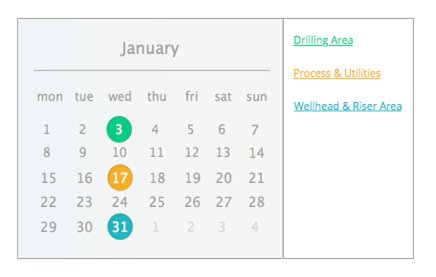 January
mon tue wed thu fri sat sun
1 2 3 4 5 6 7
8 9 10 11 12 13 14
15 16 17 18 19 20 21
22 23 24 25 26 27 28
29 30 31 1 2 3 4
Drilling Area
Process & Utilities
Wellhead & Riser Area